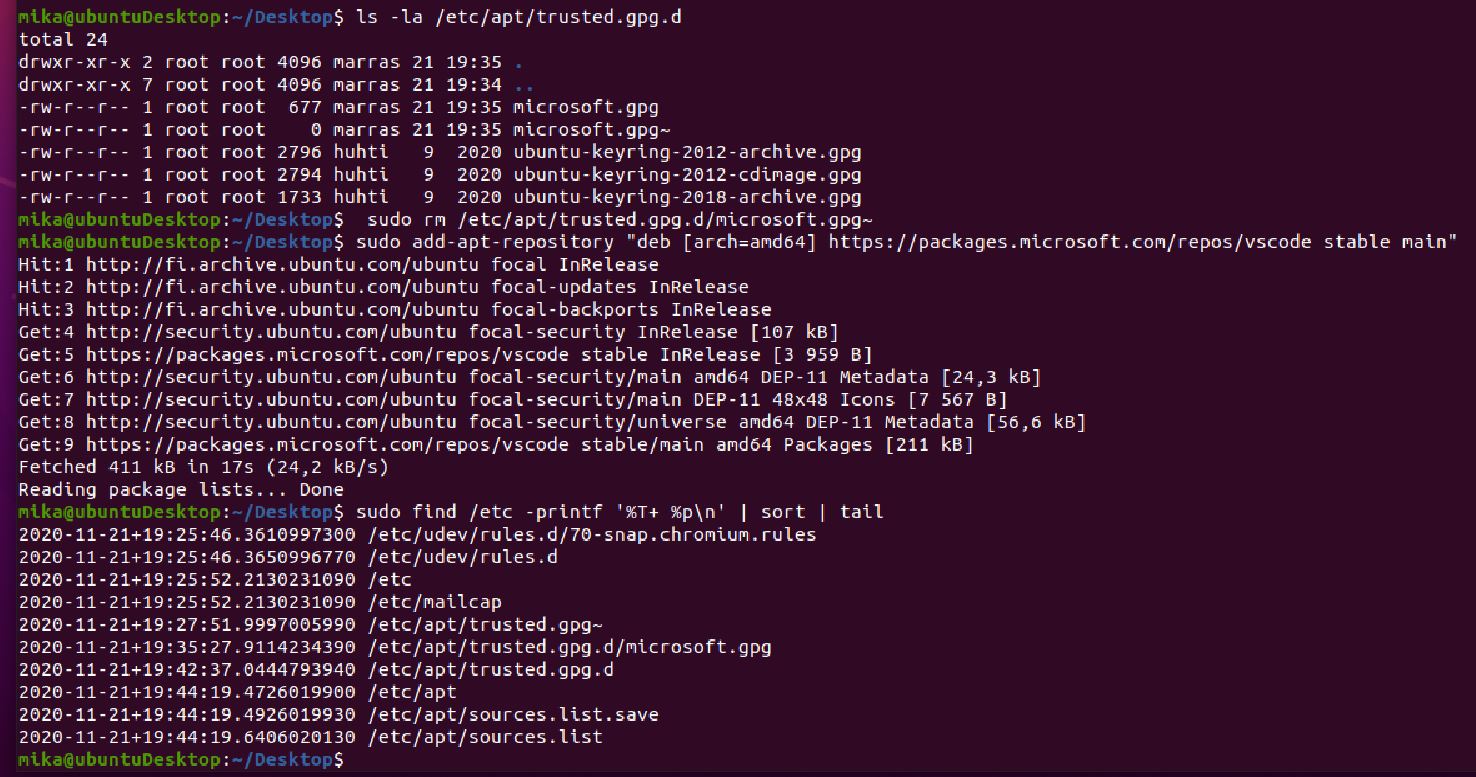 mika@ubuntuDesktop:~/Desktop$ ls -la /etc/apt/trusted.gpg.d
total 24
drwxr-xr-x 2 root root 4096 marras 21 19:35 .
drwxr-xr-x 7 root root 4096 marras 21 19:34 ..
-rw-r--r-- 1 root root  677 marras 21 19:35 microsoft.gpg
-rw-r--r-- 1 root root    0 marras 21 19:35 microsoft.gpg~
-rw-r--r-- 1 root root 2796 huhti   9  2020 ubuntu-keyring-2012-archive.gpg
-rw-r--r-- 1 root root 2794 huhti   9  2020 ubuntu-keyring-2012-cdimage.gpg
-rw-r--r-- 1 root root 1733 huhti   9  2020 ubuntu-keyring-2018-archive.gpg
mika@ubuntuDesktop:~/Desktop$  sudo rm /etc/apt/trusted.gpg.d/microsoft.gpg~
mika@ubuntuDesktop:~/Desktop$ sudo add-apt-repository "deb [arch=amd64] https://packages.microsoft.com/repos/vscode stable main"
Hit:1 http://fi.archive.ubuntu.com/ubuntu focal InRelease
Hit:2 http://fi.archive.ubuntu.com/ubuntu focal-updates InRelease
Hit:3 http://fi.archive.ubuntu.com/ubuntu focal-backports InRelease
Get:4 http://security.ubuntu.com/ubuntu focal-security InRelease [107 kB]
Get:5 https://packages.microsoft.com/repos/vscode stable InRelease [3 959 B]
Get:6 http://security.ubuntu.com/ubuntu focal-security/main amd64 DEP-11 Metadata [24,3 kB]
Get:7 http://security.ubuntu.com/ubuntu focal-security/main DEP-11 48x48 Icons [7 567 B]
Get:8 http://security.ubuntu.com/ubuntu focal-security/universe amd64 DEP-11 Metadata [56,6 kB]
Get:9 https://packages.microsoft.com/repos/vscode stable/main amd64 Packages [211 kB]
Fetched 411 kB in 17s (24,2 kB/s)
Reading package lists... Done
mika@ubuntuDesktop:~/Desktop$ sudo find /etc -printf '%T+ %p\n' | sort | tail
2020-11-21+19:25:46.3610997300 /etc/udev/rules.d/70-snap.chromium.rules
2020-11-21+19:25:46.3650996770 /etc/udev/rules.d
2020-11-21+19:25:52.2130231090 /etc
2020-11-21+19:25:52.2130231090 /etc/mailcap
2020-11-21+19:27:51.9997005990 /etc/apt/trusted.gpg~
2020-11-21+19:35:27.9114234390 /etc/apt/trusted.gpg.d/microsoft.gpg
2020-11-21+19:42:37.0444793940 /etc/apt/trusted.gpg.d
2020-11-21+19:44:19.4726019900 /etc/apt
2020-11-21+19:44:19.4926019930 /etc/apt/sources.list.save
2020-11-21+19:44:19.6406020130 /etc/apt/sources.list
mika@ubuntuDesktop:~/Desktop$